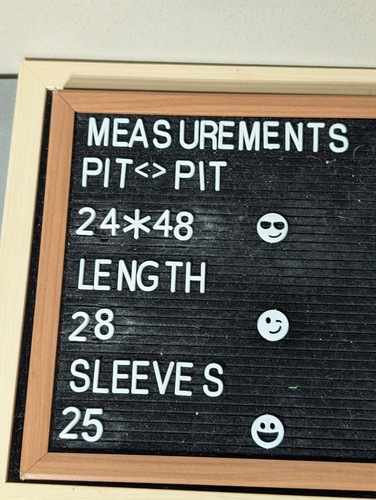 MEASUREMENTS
PIT<>PIT
24*48
LENGTH
28
SLEEVES
25